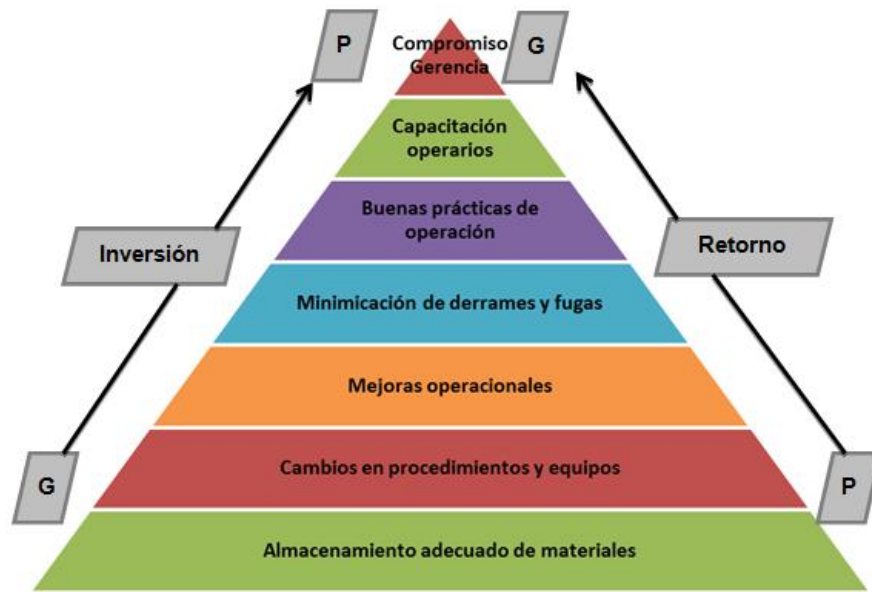 P
Compromiso
Gerencia
G
Capacitación
operarios
Buenas prácticas de
operación
Inversión
Retorno
Minimicación de derrames y fugas
Mejoras operacionales
Cambios en procedimientos y equipos
G
P
Almacenamiento adecuado de materiales